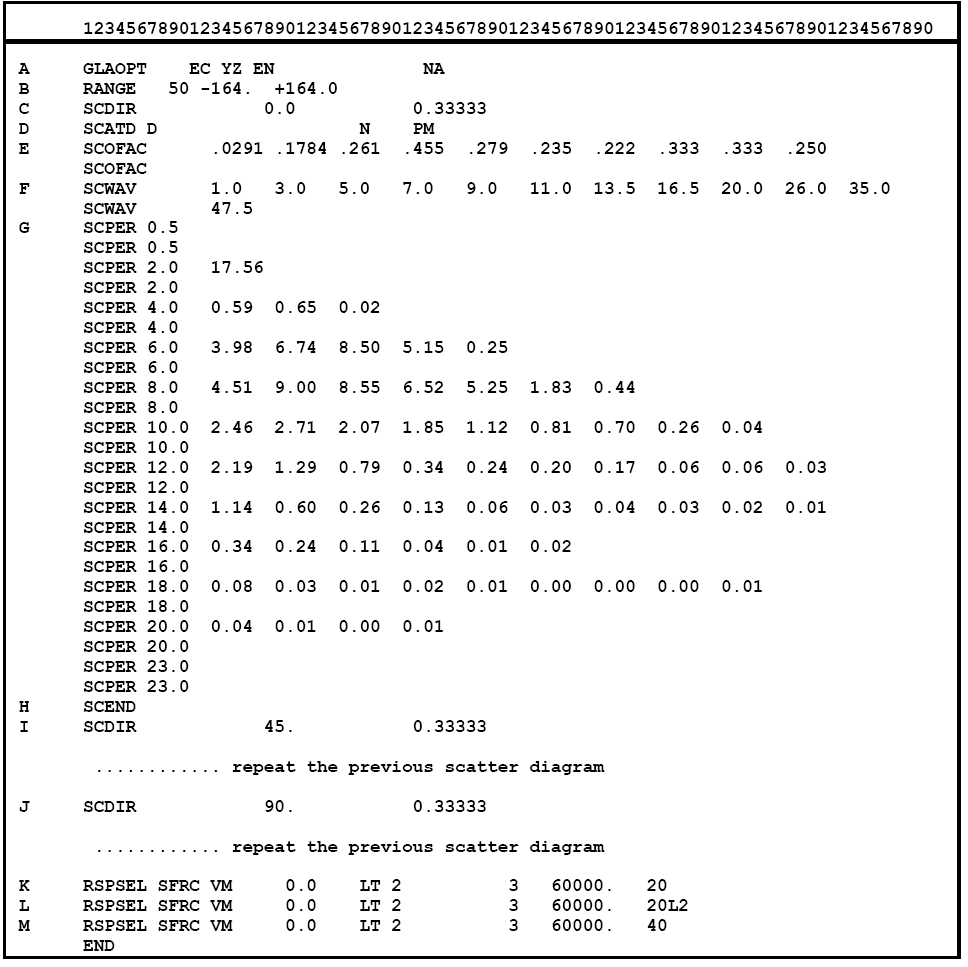 12345678901234567890123456789012345678901234567890123456789012345678901234567890
A     GLAOPT    EC YZ EN              NA
B     RANGE   50 -164.  +164.0
C     SCDIR            0.0           0.33333
D     SCATD D                   N    PM
E     SCOFAC      .0291 .1784 .261  .455  .279  .235  .222  .333  .333  .250
      SCOFAC
F     SCWAV       1.0   3.0   5.0   7.0   9.0   11.0  13.5  16.5  20.0  26.0  35.0
      SCWAV       47.5
G     SCPER 0.5
      SCPER 0.5
      SCPER 2.0   17.56
      SCPER 2.0
      SCPER 4.0   0.59  0.65  0.02
      SCPER 4.0
      SCPER 6.0   3.98  6.74  8.50  5.15  0.25
      SCPER 6.0
      SCPER 8.0   4.51  9.00  8.55  6.52  5.25  1.83  0.44
      SCPER 8.0
      SCPER 10.0  2.46  2.71  2.07  1.85  1.12  0.81  0.70  0.26  0.04
      SCPER 10.0
      SCPER 12.0  2.19  1.29  0.79  0.34  0.24  0.20  0.17  0.06  0.06  0.03
      SCPER 12.0
      SCPER 14.0  1.14  0.60  0.26  0.13  0.06  0.03  0.04  0.03  0.02  0.01
      SCPER 14.0
      SCPER 16.0  0.34  0.24  0.11  0.04  0.01  0.02
      SCPER 16.0
      SCPER 18.0  0.08  0.03  0.01  0.02  0.01  0.00  0.00  0.00  0.01
      SCPER 18.0
      SCPER 20.0  0.04  0.01  0.00  0.01
      SCPER 20.0
      SCPER 23.0
      SCPER 23.0
H     SCEND
I     SCDIR            45.           0.33333
       ............ repeat the previous scatter diagram
J     SCDIR            90.           0.33333
       ............ repeat the previous scatter diagram
K     RSPSEL SFRC VM     0.0    LT 2          3   60000.   20
L     RSPSEL SFRC VM     0.0    LT 2          3   60000.   20L2
M     RSPSEL SFRC VM     0.0    LT 2          3   60000.   40
      END